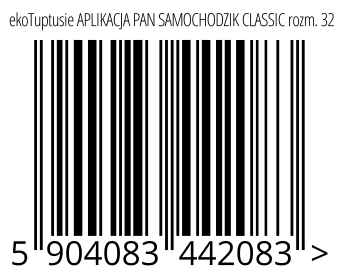 ekoTuptusie APLIKACJA PAN SAMOCHODZIK CLASSIC rozm. 32
5 904083 442083 >